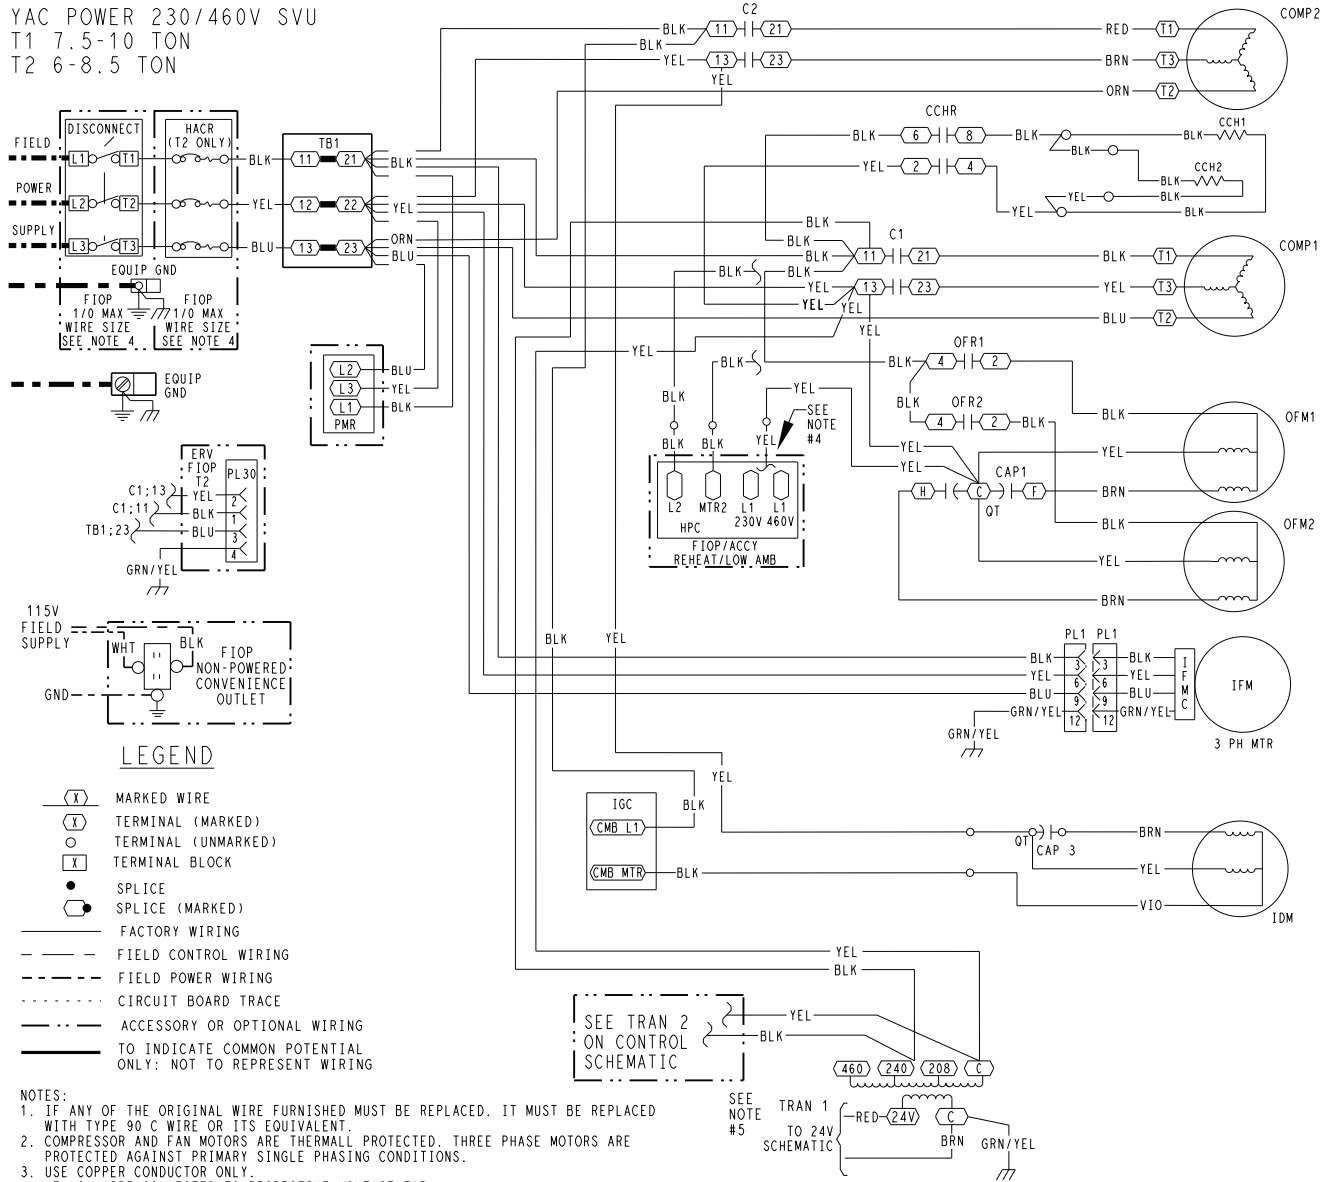 YAC POWER 230/460V SVU
T1 7.5-10 TON
T2 6-8.5 TON
C2
BLK 11 21 RED T1 COMP2
BLK
YEL 13 23 BRN T3
YEL
ORN T2
DISCONNECT
HACR
(T2 ONLY)
TB1
FIELD
L1 T1 BLK 11 21 BLK
POWER
L2 T2 YEL 12 22 YEL
SUPPLY
L3 T3 BLU 13 23 ORN
BLU
EQUIP GND
FIOP
1/0 MAX
WIRE SIZE
SEE NOTE 4
FIOP
1/0 MAX
WIRE SIZE
SEE NOTE 4
EQUIP
GND
CCHR
BLK 6 8 BLK BLK CCH1
BLK
YEL 2 4 BLK CCH2
YEL BLK
YEL BLK
BLK
C1
BLK
BLK 11 21 BLK T1 COMP1
BLK BLK
YEL 13 23 YEL T3
YEL YEL
BLU T2
YEL
YEL
L2 BLU
L3 YEL
L1 BLK
PMR
OFR1
BLK BLK 4 2
YEL
BLK
OFR2
BLK 4 2 BLK
BLK OFM1
SEE
NOTE
#4
BLK BLK YEL
YEL
YEL
YEL
CAP1
H C F BRN
QT
L2 MTR2 L1 L1
HPC 230V 460V
FIOP/ACCY
REHEAT/LOW AMB
BLK OFM2
YEL
BRN
ERV
FIOP
T2
PL30
C1;13 YEL 2
C1;11 BLK 1
TB1;23 BLU 3
4
GRN/YEL
115V
FIELD
SUPPLY
WHT BLK
FIOP
NON-POWERED
CONVENIENCE
OUTLET
GND
BLK YEL
PL1 PL1
BLK 3 3 BLK
YEL 6 6 YEL
BLU 9 9 BLU
GRN/YEL 12 12 GRN/YEL
IFMC
IFM
GRN/YEL
3 PH MTR
YEL
IGC
BLK
CMB L1
CMB MTR BLK
QT CAP 3
BRN
YEL
VIO
IDM
YEL
BLK
SEE TRAN 2
ON CONTROL
SCHEMATIC
YEL
BLK
460 240 208 C
SEE
NOTE
#5
TRAN 1
RED 24V C
TO 24V
SCHEMATIC
BRN GRN/YEL
LEGEND
X MARKED WIRE
X TERMINAL (MARKED)
TERMINAL (UNMARKED)
X TERMINAL BLOCK
SPLICE
SPLICE (MARKED)
FACTORY WIRING
FIELD CONTROL WIRING
FIELD POWER WIRING
CIRCUIT BOARD TRACE
ACCESSORY OR OPTIONAL WIRING
TO INDICATE COMMON POTENTIAL
ONLY: NOT TO REPRESENT WIRING
NOTES:
1. IF ANY OF THE ORIGINAL WIRE FURNISHED MUST BE REPLACED. IT MUST BE REPLACED
WITH TYPE 90 C WIRE OR ITS EQUIVALENT.
2. COMPRESSOR AND FAN MOTORS ARE THERMALL PROTECTED. THREE PHASE MOTORS ARE
PROTECTED AGAINST PRIMARY SINGLE PHASING CONDITIONS.
3. USE COPPER CONDUCTOR ONLY.